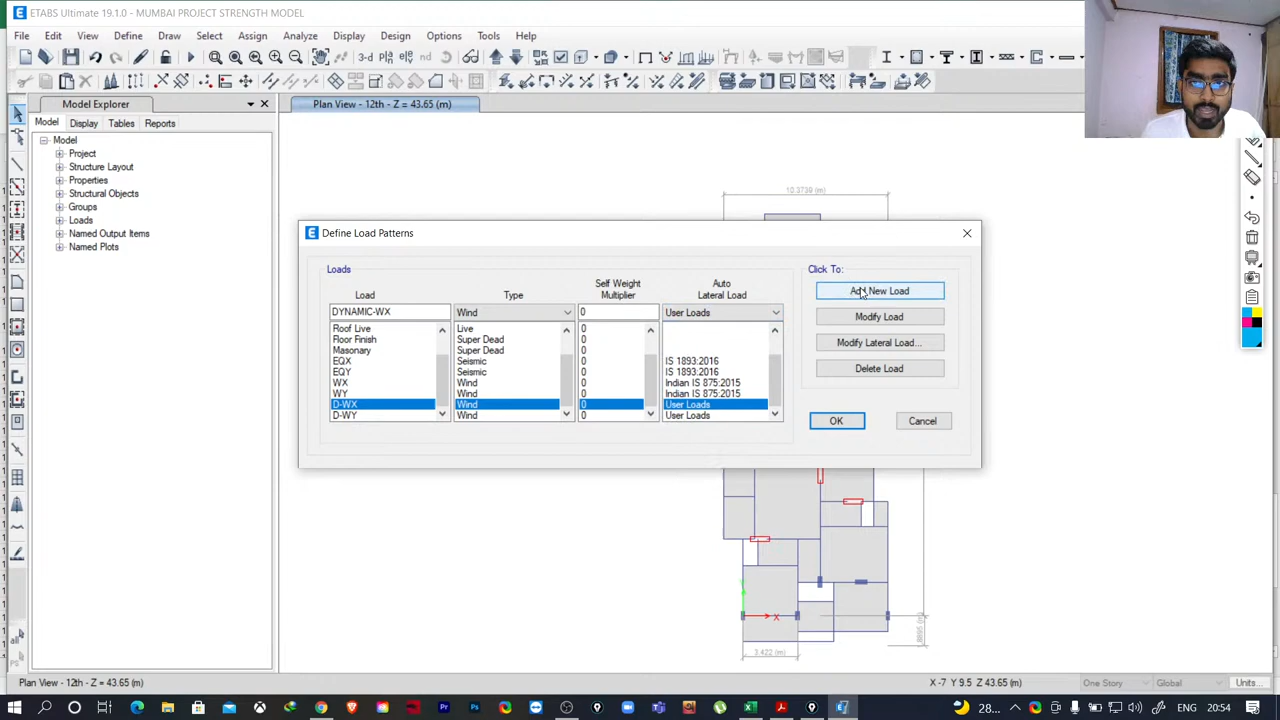 ETABS Ultimate 19.1.0 - MUMBAI PROJECT STRENGTH MODEL
File Edit View Define Draw Select Assign Analyze Display Design Options Tools Help
3-d
Model Explorer
Plan View - 12th - Z = 43.65 (m)
Model Display Tables Reports
Model
Project
Structure Layout
Properties
Structural Objects
Groups
Loads
Named Output Items
Named Plots
10.3739 (m)
Define Load Patterns
Loads
Click To:
Load
Type
Self Weight
Multiplier
Auto
Lateral Load
DYNAMIC-WX Wind 0 User Loads
Roof Live Live 0
Floor Finish Super Dead 0
Masonary Super Dead 0
EQX Seismic 0 IS 1893:2016
EQY Seismic 0 IS 1893:2016
WX Wind 0 Indian IS 875:2015
WY Wind 0 Indian IS 875:2015
D-WX Wind 0 User Loads
D-WY Wind 0 User Loads
Add New Load
Modify Load
Modify Lateral Load...
Delete Load
OK
Cancel
X
3.422 (m)
Plan View - 12th - Z = 43.65 (m)
X -7 Y 9.5 Z 43.65 (m)
One Story
Global
Units...
28...
ENG
20:54